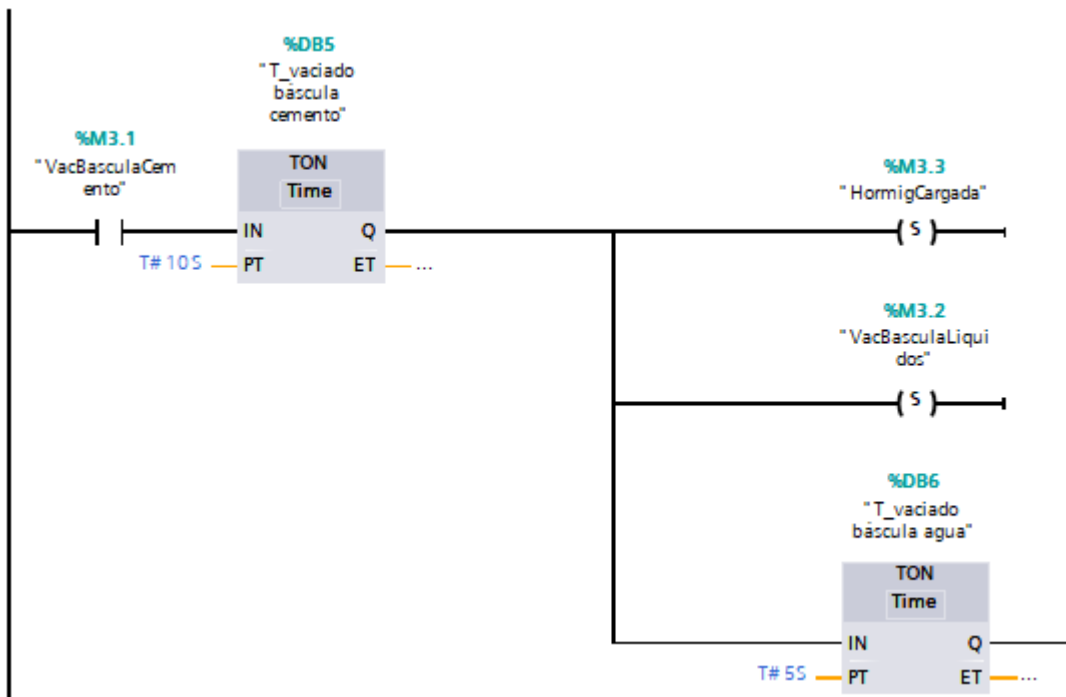 %DB5
"T_vaciado
báscula
cemento"
%M3.1
"VacBasculaCem
ento"
TON
Time
IN Q
T# 10S PT ET ...
%M3.3
"HormigCargada"
S
%M3.2
"VacBasculaLiqui
dos"
S
%DB6
"T_vaciado
báscula agua"
TON
Time
IN Q
T# 5S PT ET ...